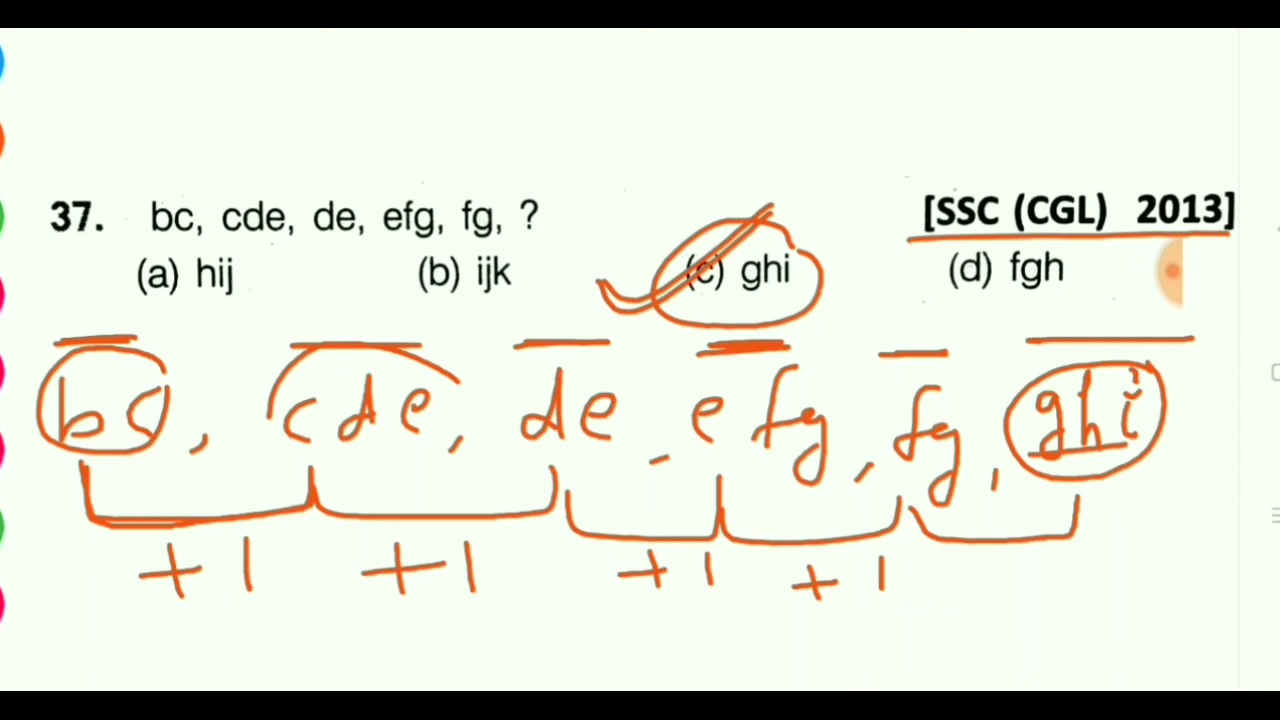 37. bc, cde, de, efg, fg, ? [SSC (CGL) 2013]
(a) hij (b) ijk (c) ghi (d) fgh
bc, cde, de, efg, fg, ghi
+1 +1 +1 +1